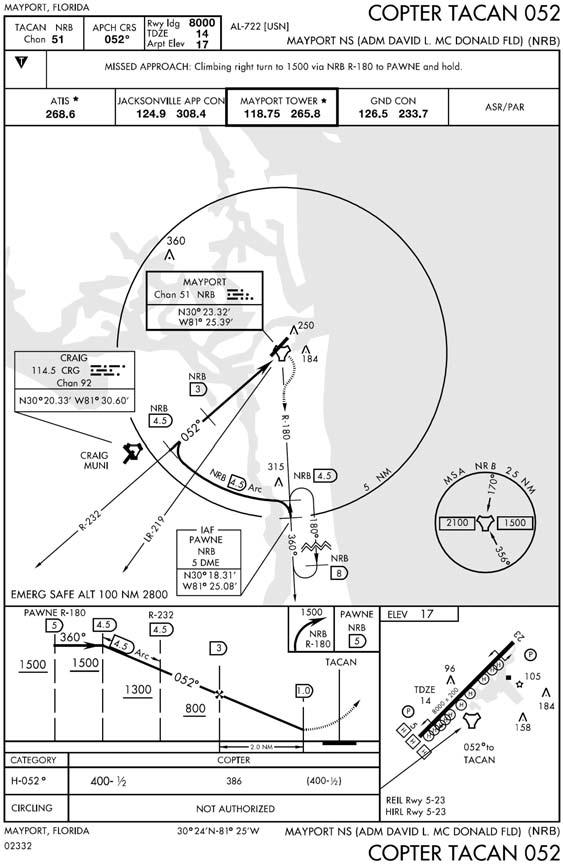 MAYPORT, FLORIDA
COPTER TACAN 052
TACAN NRB
Chan 51
APCH CRS
052°
Rwy ldg 8000
TDZE 14
Arpt Elev 17
AL-722 [USN]
MAYPORT NS (ADM DAVID L. MC DONALD FLD) (NRB)
T
MISSED APPROACH: Climbing right turn to 1500 via NRB R-180 to PAWNE and hold.
ATIS ★
268.6
JACKSONVILLE APP CON
124.9 308.4
MAYPORT TOWER ★
118.75 265.8
GND CON
126.5 233.7
ASR/PAR
360
MAYPORT
Chan 51 NRB
N30° 23.32'
W81° 25.39'
250
184
CRAIG
114.5 CRG
Chan 92
N30° 20.33' W81° 30.60'
NRB
3
NRB
4.5
052°
R-180
CRAIG
MUNI
NRB 4.5 Arc
315
NRB 4.5
5 NM
R-232
LR-219
IAF
PAWNE
NRB
5 DME
N30° 18.31'
W81° 25.08'
180°
360°
NRB
8
MSA NRB 25 NM
170°
2100
1500
356°
EMERG SAFE ALT 100 NM 2800
PAWNE R-180
5
4.5
R-232
4.5
360°
4.5 Arc
052°
3
1.0
1500
1500
1300
800
2.0 NM
1500
NRB
R-180
PAWNE
NRB
5
TACAN
ELEV 17
23
P
96
105
TDZE
14
8000 X 200
184
158
P
5
H
052° to
TACAN
REIL Rwy 5-23
HIRL Rwy 5-23
CATEGORY
COPTER
H-052°
400-½
386
(400-½)
CIRCLING
NOT AUTHORIZED
MAYPORT, FLORIDA
30° 24'N-81° 25'W
MAYPORT NS (ADM DAVID L. MC DONALD FLD) (NRB)
02332
COPTER TACAN 052